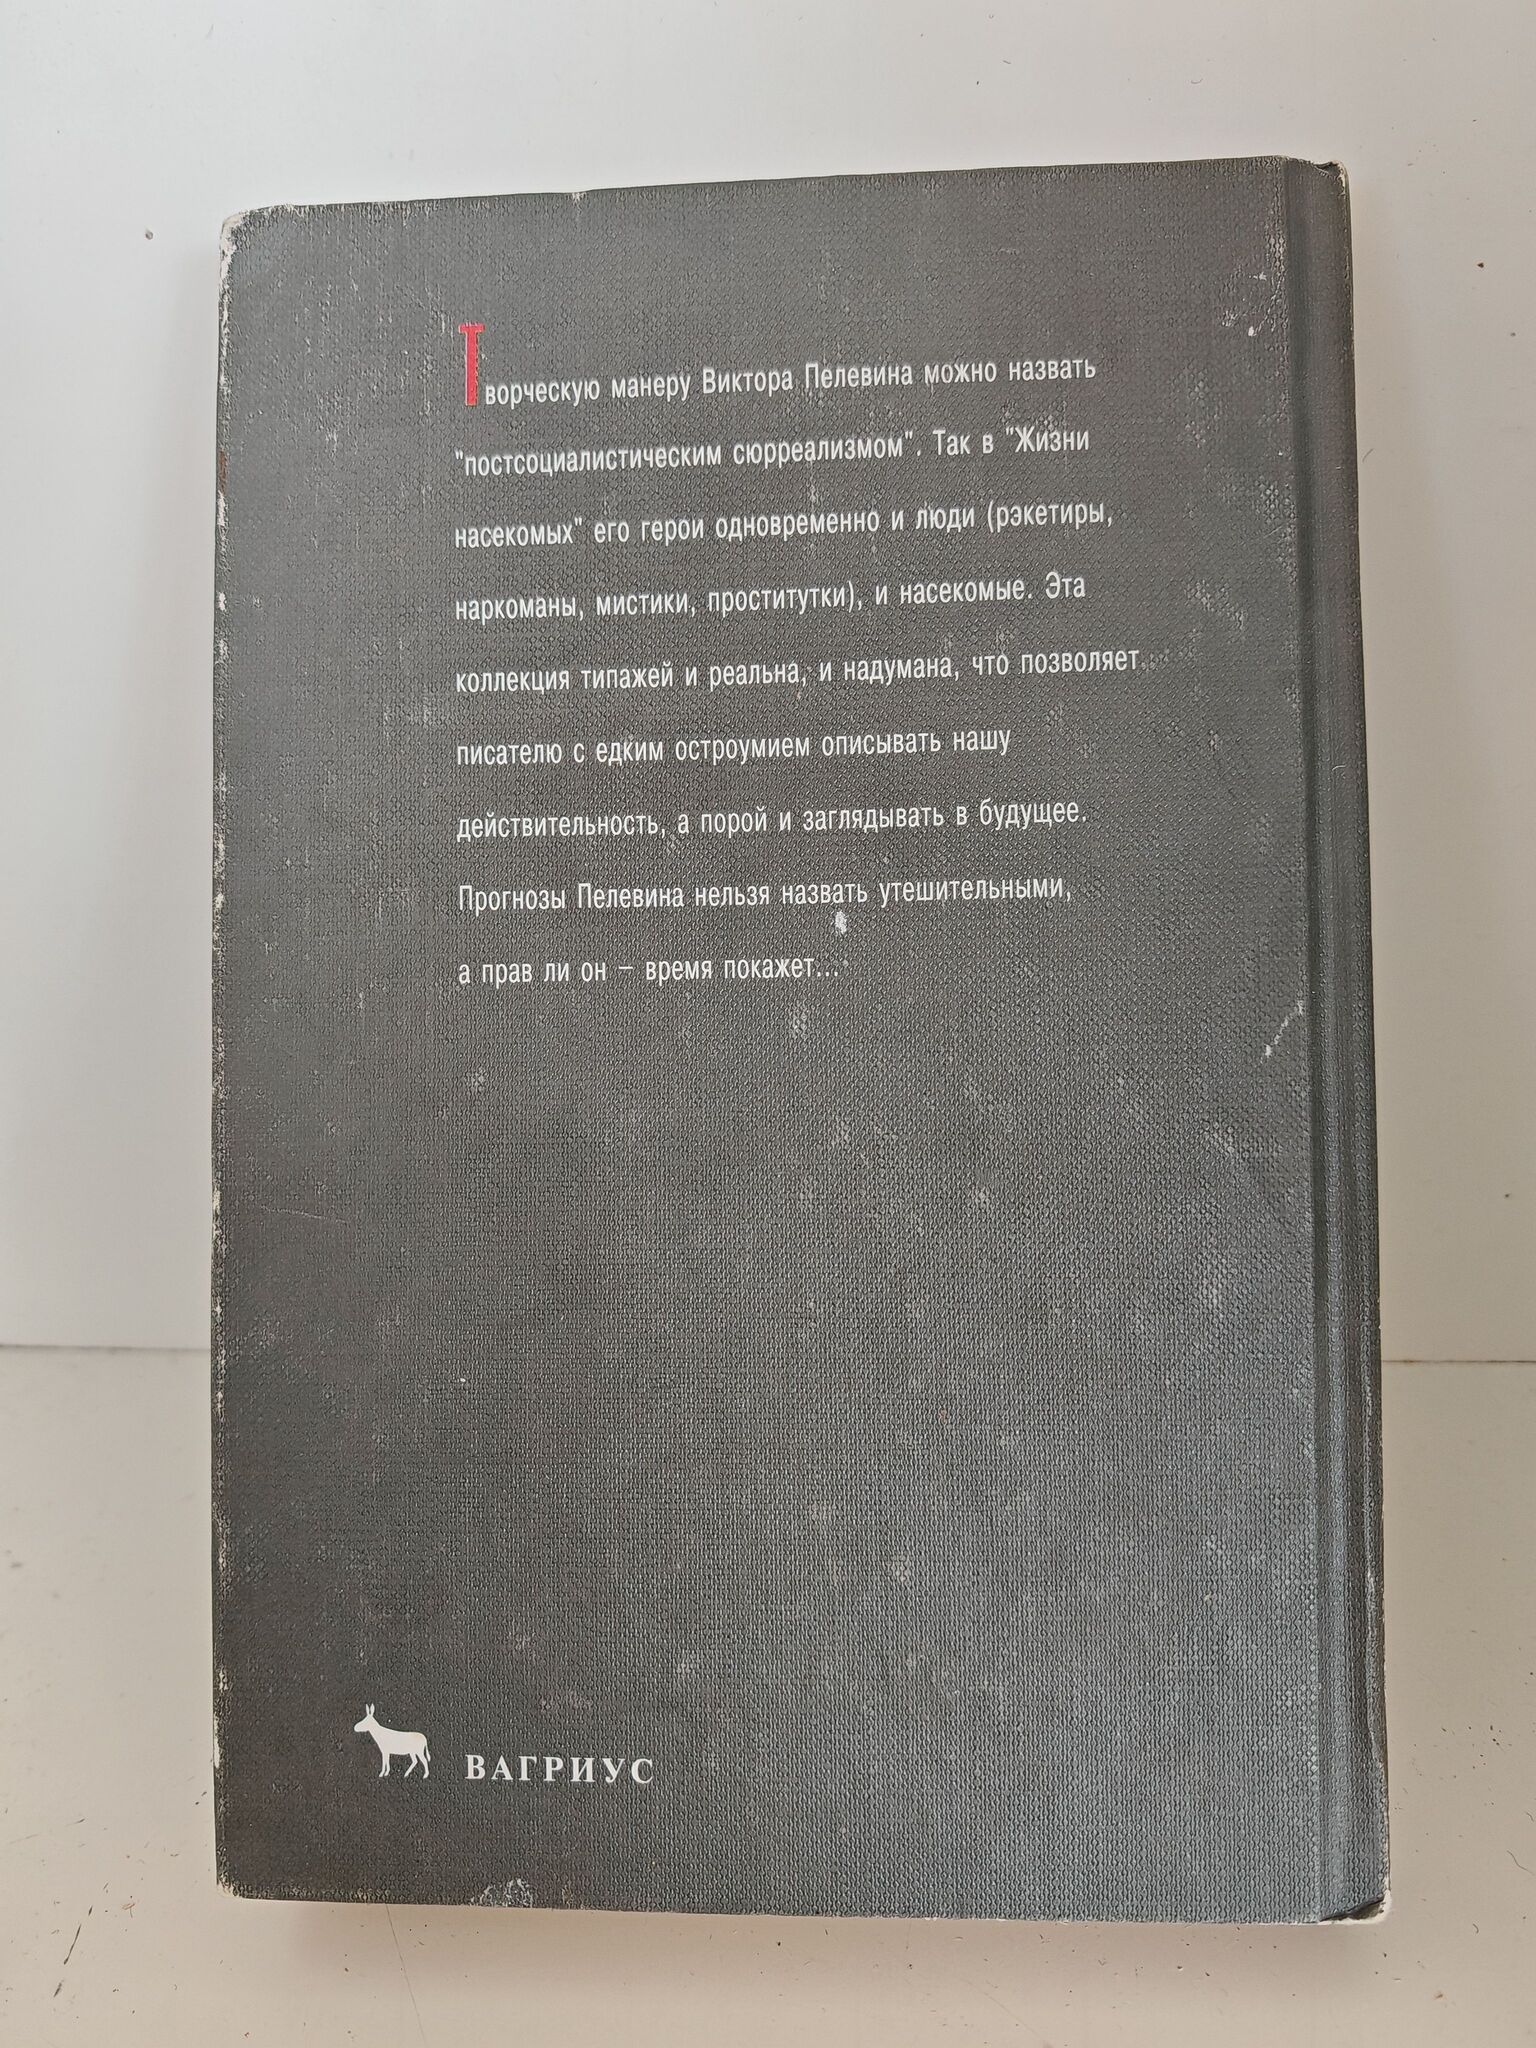 Творческую манеру Виктора Пелевина можно назвать
"постсоциалистическим сюрреализмом". Так в "Жизни
насекомых" его герои одновременно и люди (рэкетиры,
наркоманы, мистики, проститутки), и насекомые. Эта
коллекция типажей и реальна, и надумана, что позволяет
писателю с едким остроумием описывать нашу
действительность, а порой и заглядывать в будущее.
Прогнозы Пелевина нельзя назвать утешительными,
а прав ли он – время покажет...
ВАГРИУС